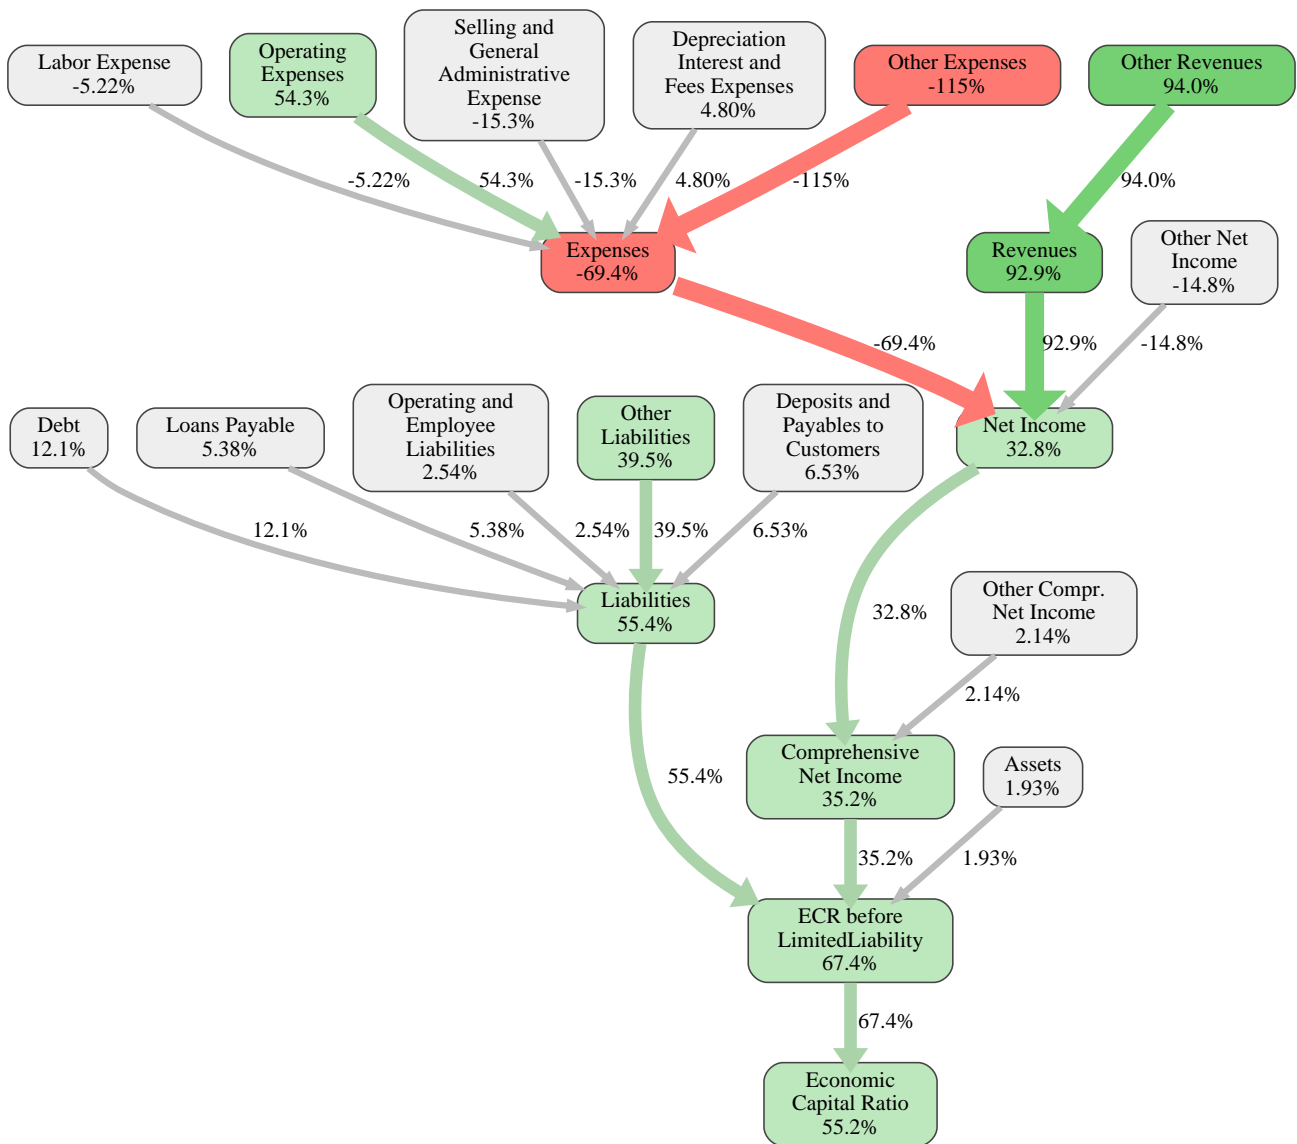 Labor Expense
-5.22%
Operating
Expenses
54.3%
Selling and
General
Administrative
Expense
-15.3%
Depreciation
Interest and
Fees Expenses
4.80%
Other Expenses
-115%
Other Revenues
94.0%
-5.22%
54.3%
-15.3%
4.80%
-115%
94.0%
Expenses
-69.4%
Revenues
92.9%
Other Net
Income
-14.8%
-69.4%
92.9%
-14.8%
Debt
12.1%
Loans Payable
5.38%
Operating and
Employee
Liabilities
2.54%
Other
Liabilities
39.5%
Deposits and
Payables to
Customers
6.53%
Net Income
32.8%
12.1%
5.38%
2.54%
39.5%
6.53%
Liabilities
55.4%
32.8%
Other Compr.
Net Income
2.14%
2.14%
Comprehensive
Net Income
35.2%
Assets
1.93%
55.4%
35.2%
1.93%
ECR before
LimitedLiability
67.4%
67.4%
Economic
Capital Ratio
55.2%